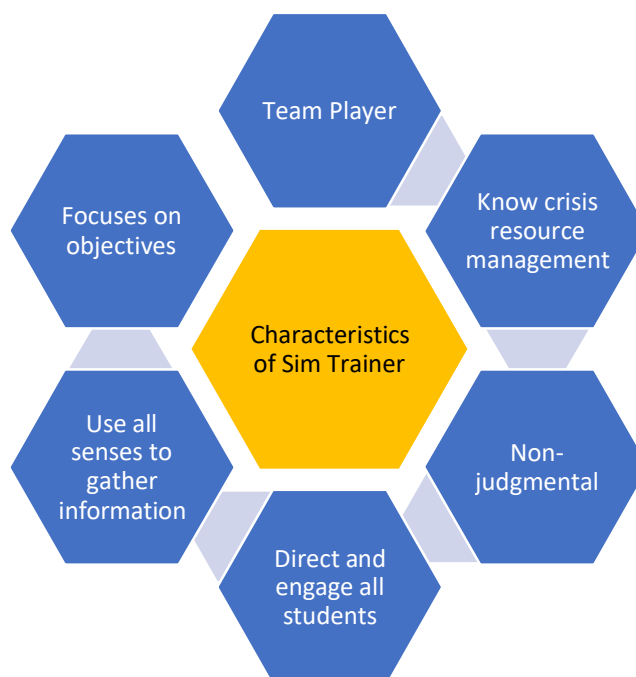 Team Player
Know crisis
resource
management
Non-
judgmental
Direct and
engage all
students
Use all
senses to
gather
information
Focuses on
objectives
Characteristics
of Sim Trainer